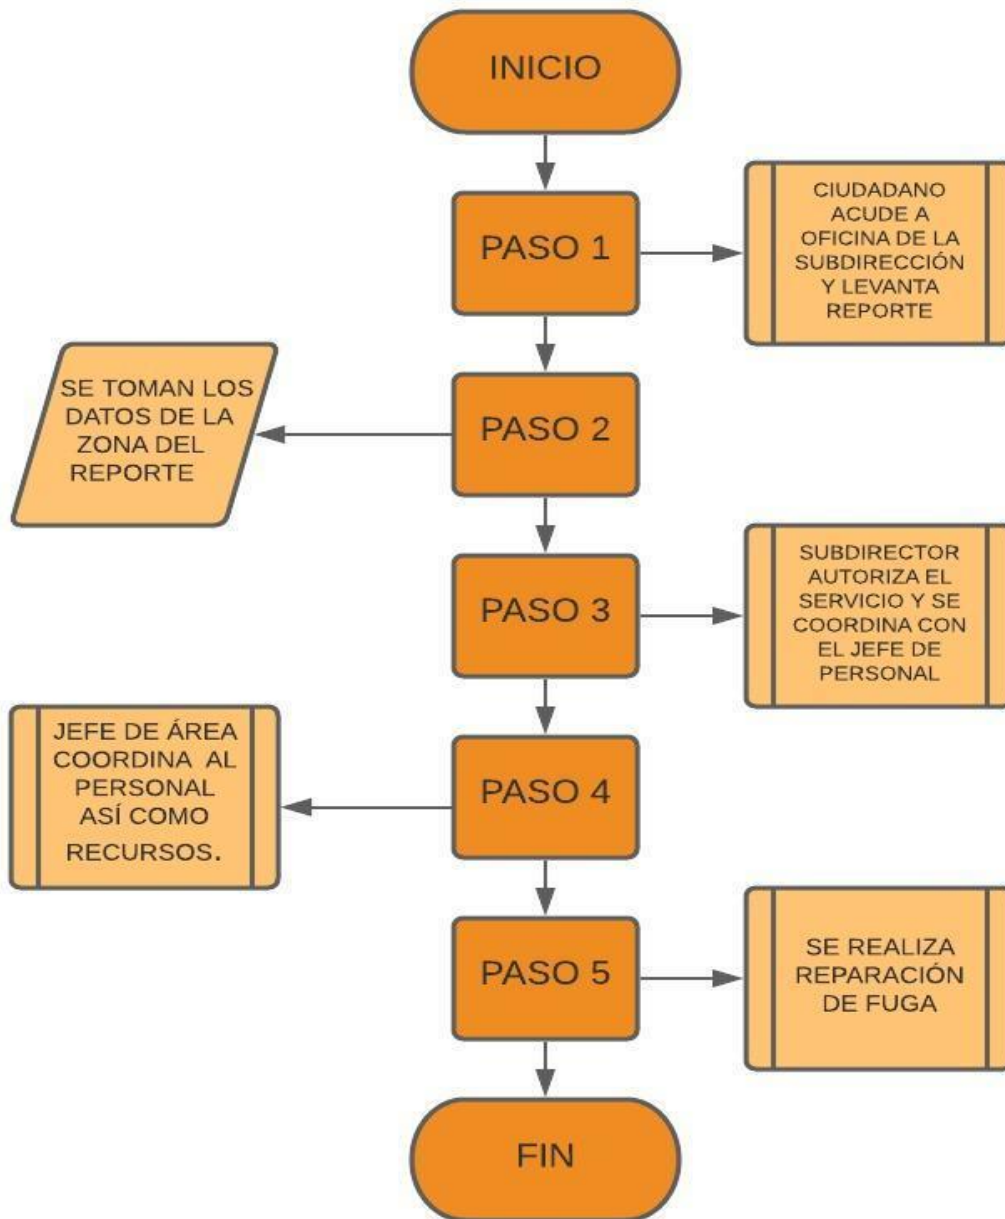 INICIO
PASO 1
CIUDADANO
ACUDE A
OFICINA DE LA
SUBDIRECCIÓN
Y LEVANTA
REPORTE
PASO 2
SE TOMAN LOS
DATOS DE LA
ZONA DEL
REPORTE
PASO 3
SUBDIRECTOR
AUTORIZA EL
SERVICIO Y SE
COORDINA CON
EL JEFE DE
PERSONAL
PASO 4
JEFE DE ÁREA
COORDINA AL
PERSONAL
ASÍ COMO
RECURSOS.
PASO 5
SE REALIZA
REPARACIÓN
DE FUGA
FIN